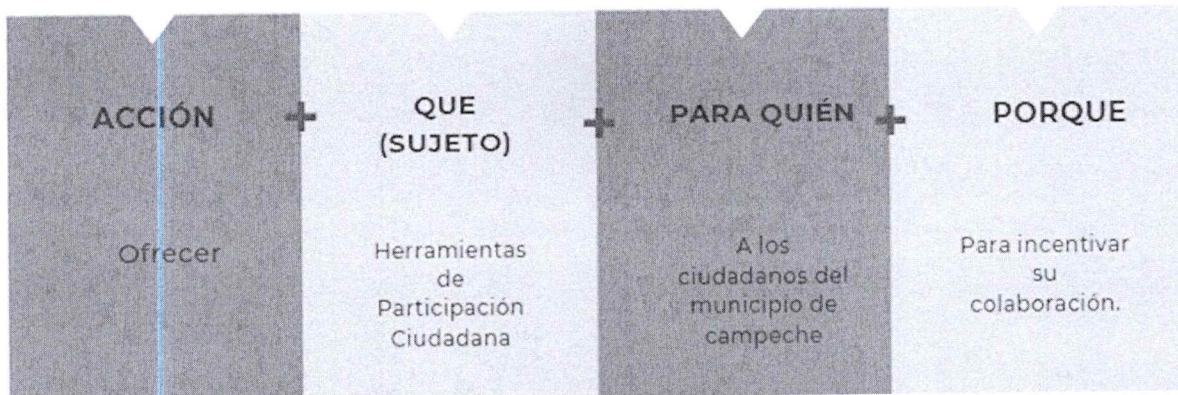 ACCIÓN
+
QUE
(SUJETO)
+
PARA QUIÉN
+
PORQUE
Ofrecer
Herramientas
de
Participación
Ciudadana
A los
ciudadanos del
municipio de
campeche
Para incentivar
su
colaboración.